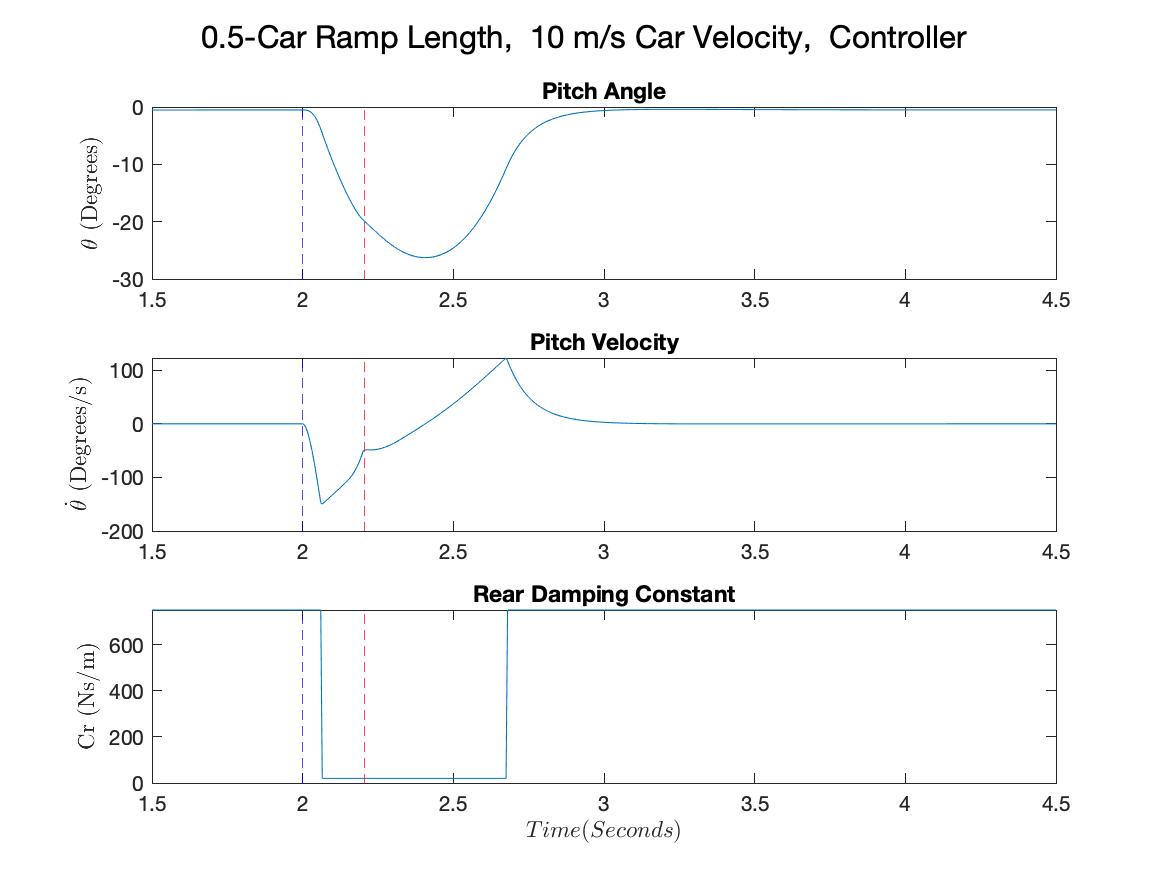 0.5-Car Ramp Length,  10 m/s Car Velocity,  Controller
Pitch Angle
θ (Degrees)
0
-10
-20
-30
1.5 2 2.5 3 3.5 4 4.5
Pitch Velocity
θ̇ (Degrees/s)
100
0
-100
-200
1.5 2 2.5 3 3.5 4 4.5
Rear Damping Constant
Cr (Ns/m)
600
400
200
0
1.5 2 2.5 3 3.5 4 4.5
Time(Seconds)